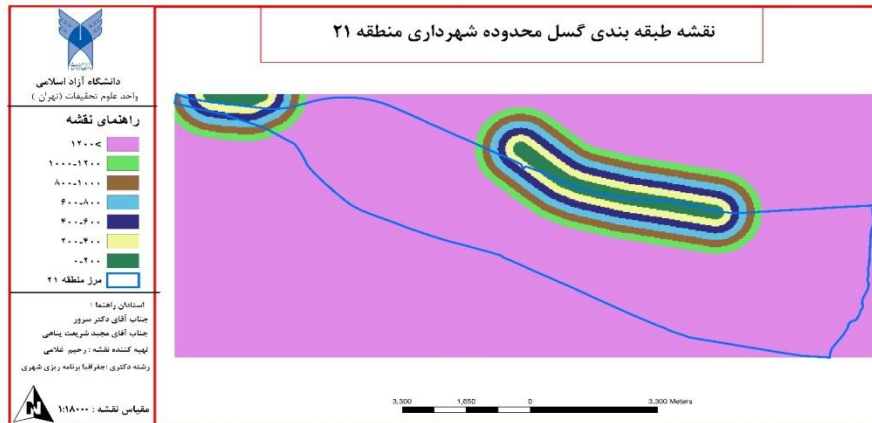 نقشه طبقه بندی گسل محدوده شهرداری منطقه ۲۱
دانشگاه آزاد اسلامی
واحد علوم تحقیقات (تهران )
راهنمای نقشه
۱۲۰۰<
۱۰۰۰-۱۲۰۰
۸۰۰-۱۰۰۰
۶۰۰-۸۰۰
۴۰۰-۶۰۰
۲۰۰-۴۰۰
۰-۲۰۰
مرز منطقه ۲۱
استادان راهنما :
جناب آقای دکتر سرور
جناب آقای مجید شریعت پناهی
تهیه کننده نقشه : رحیم غلامی
رشته دکتری :جغرافیا برنامه ریزی شهری
N
مقیاس نقشه : ۱:۱۸۰۰۰
3,300 1,650 0 3,300 Meters